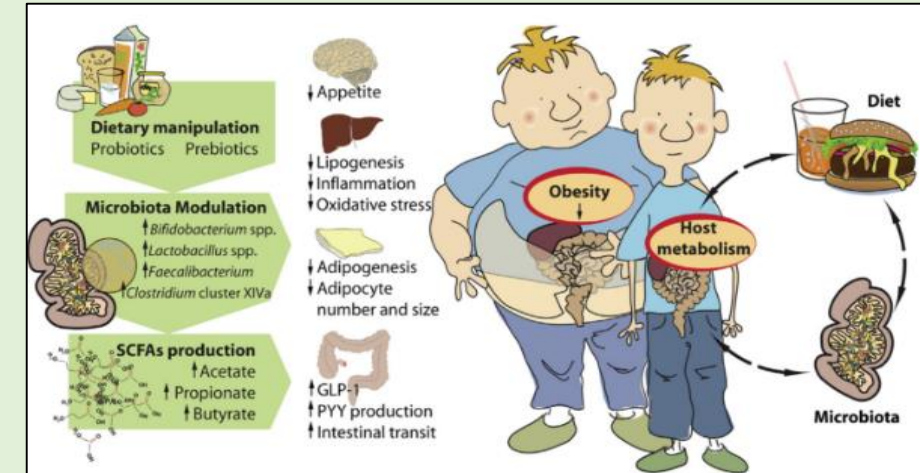 Dietary manipulation
Probiotics Prebiotics
Microbiota Modulation
↑Bifidobacterium spp.
↑Lactobacillus spp.
↑Faecalibacterium
↑Clostridium cluster XIVa
SCFAs production
↑Acetate
↑Propionate
↑Butyrate
↓Appetite
↓Lipogenesis
↓Inflammation
↓Oxidative stress
↓Adipogenesis
↓Adipocyte
number and size
↑GLP-1
↑PYY production
↑Intestinal transit
Obesity
Host
metabolism
Diet
Microbiota